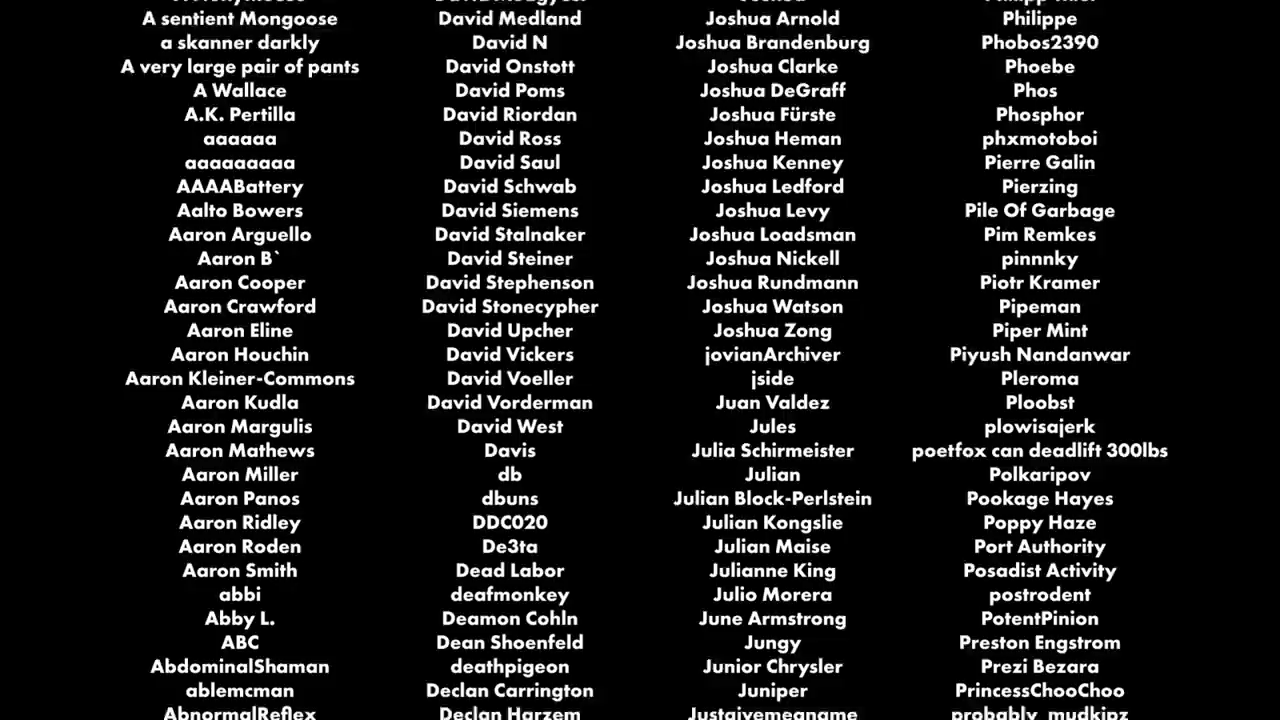 A sentient Mongoose
a skanner darkly
A very large pair of pants
A Wallace
A.K. Pertilla
aaaaaa
aaaaaaaaa
AAAABattery
Aalto Bowers
Aaron Arguello
Aaron B`
Aaron Cooper
Aaron Crawford
Aaron Eline
Aaron Houchin
Aaron Kleiner-Commons
Aaron Kudla
Aaron Margulis
Aaron Mathews
Aaron Miller
Aaron Panos
Aaron Ridley
Aaron Roden
Aaron Smith
abbi
Abby L.
ABC
AbdominalShaman
ablemcman
AbnormalReflex
David Medland
David N
David Onstott
David Poms
David Riordan
David Ross
David Saul
David Schwab
David Siemens
David Stalnaker
David Steiner
David Stephenson
David Stonecypher
David Upcher
David Vickers
David Voeller
David Vorderman
David West
Davis
db
dbuns
DDC020
De3ta
Dead Labor
deafmonkey
Deamon Cohln
Dean Shoenfeld
deathpigeon
Declan Carrington
Declan Harzem
Joshua Arnold
Joshua Brandenburg
Joshua Clarke
Joshua DeGraff
Joshua Fürste
Joshua Heman
Joshua Kenney
Joshua Ledford
Joshua Levy
Joshua Loadsman
Joshua Nickell
Joshua Rundmann
Joshua Watson
Joshua Zong
jovianArchiver
jside
Juan Valdez
Jules
Julia Schirmeister
Julian
Julian Block-Perlstein
Julian Kongslie
Julian Maise
Julianne King
Julio Morera
June Armstrong
Jungy
Junior Chrysler
Juniper
Justgivemeaname
Philippe
Phobos2390
Phoebe
Phos
Phosphor
phxmotoboi
Pierre Galin
Pierzing
Pile Of Garbage
Pim Remkes
pinnnky
Piotr Kramer
Pipeman
Piper Mint
Piyush Nandanwar
Pleroma
Ploobst
plowisajerk
poetfox can deadlift 300lbs
Polkaripov
Pookage Hayes
Poppy Haze
Port Authority
Posadist Activity
postrodent
PotentPinion
Preston Engstrom
Prezi Bezara
PrincessChooChoo
probably_mudkipz